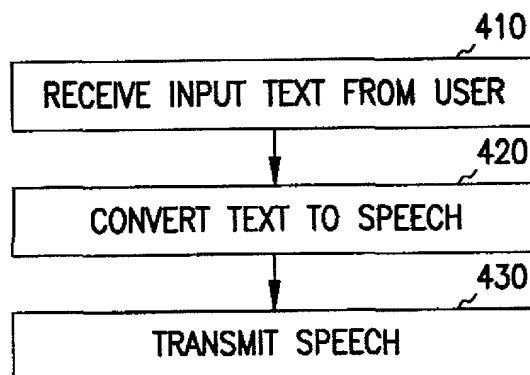 410
RECEIVE INPUT TEXT FROM USER
420
CONVERT TEXT TO SPEECH
430
TRANSMIT SPEECH